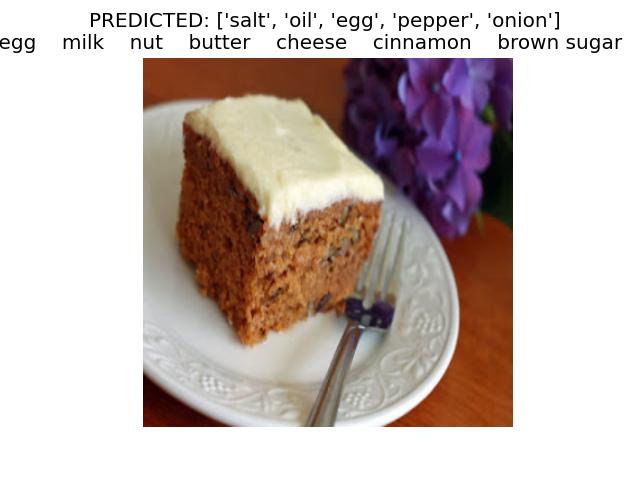 PREDICTED: ['salt', 'oil', 'egg', 'pepper', 'onion']
egg milk nut butter cheese cinnamon brown sugar